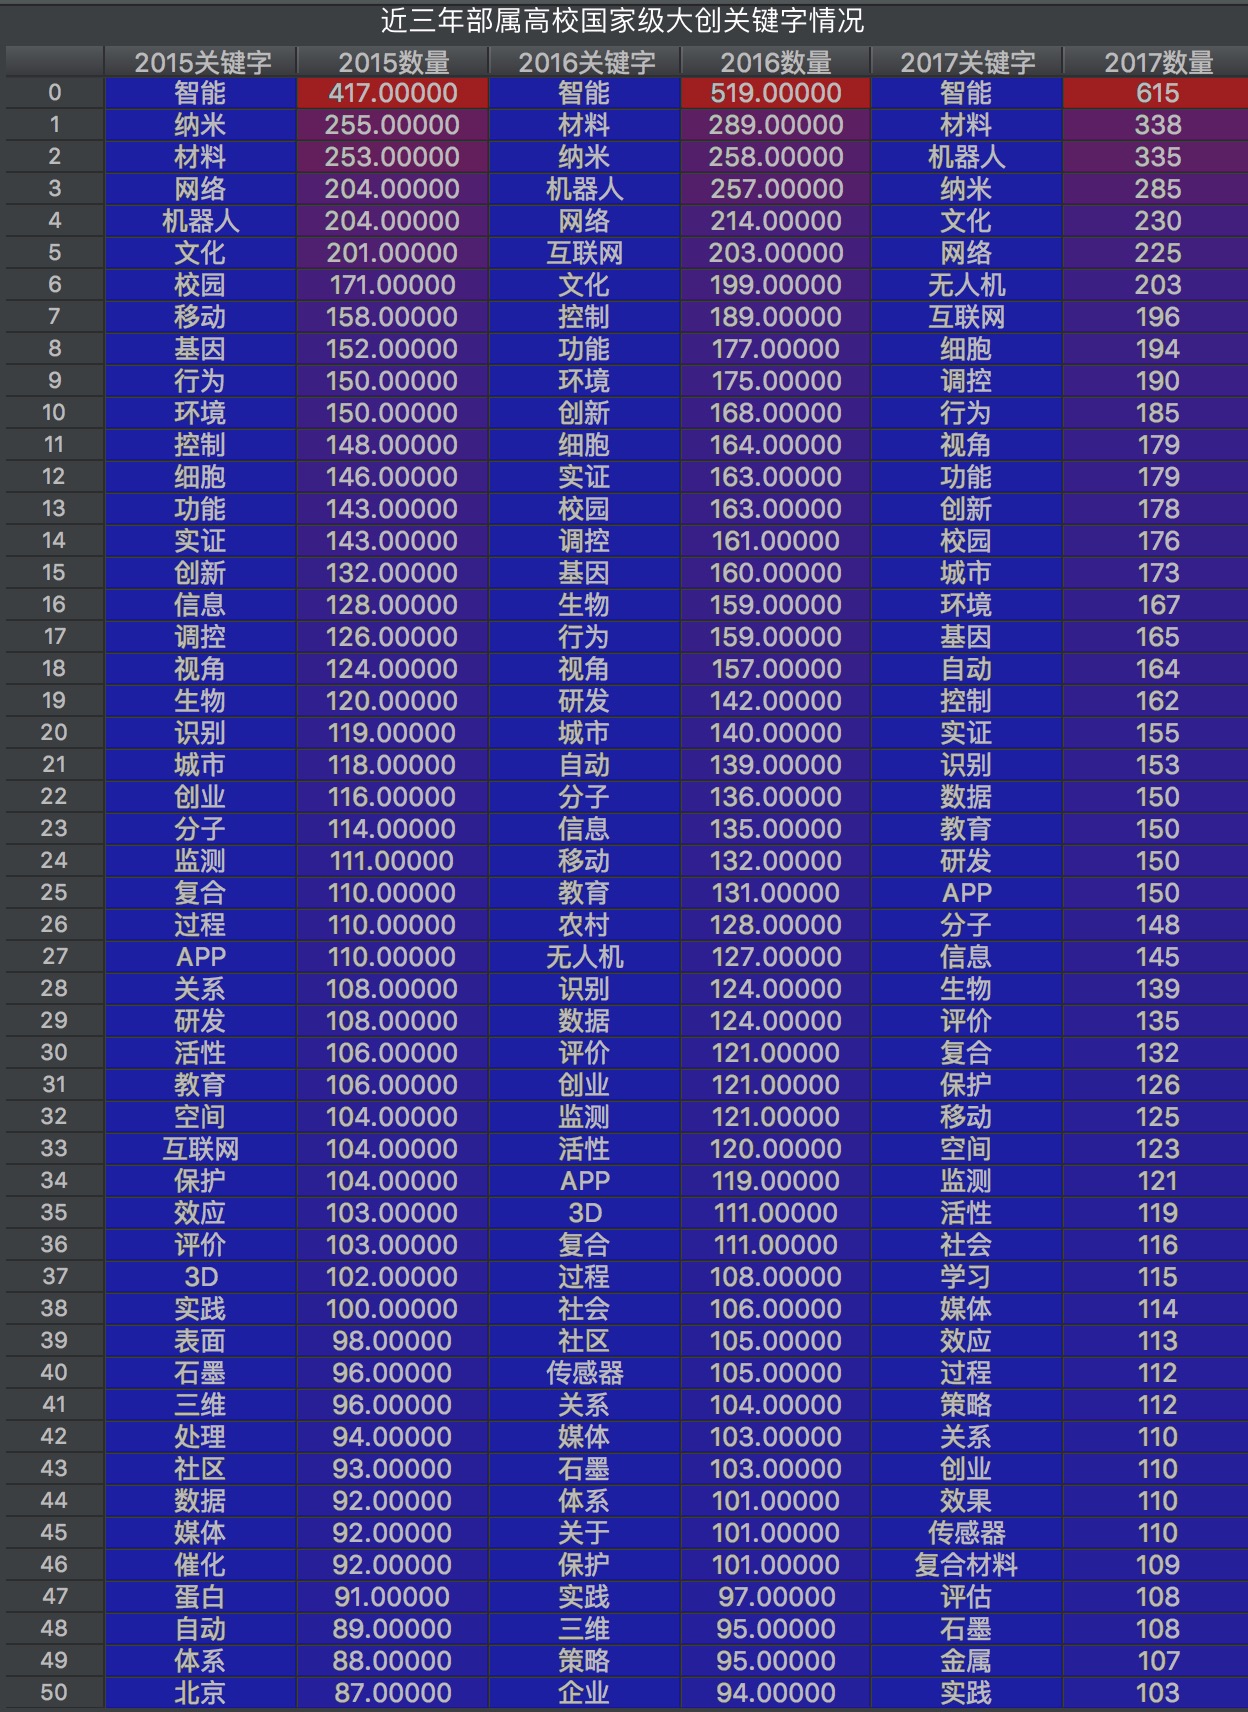 近三年部属高校国家级大创关键字情况
2015关键字 2015数量 2016关键字 2016数量 2017关键字 2017数量
0 智能 417.00000 智能 519.00000 智能 615
1 纳米 255.00000 材料 289.00000 材料 338
2 材料 253.00000 纳米 258.00000 机器人 335
3 网络 204.00000 机器人 257.00000 纳米 285
4 机器人 204.00000 网络 214.00000 文化 230
5 文化 201.00000 互联网 203.00000 网络 225
6 校园 171.00000 文化 199.00000 无人机 203
7 移动 158.00000 控制 189.00000 互联网 196
8 基因 152.00000 功能 177.00000 细胞 194
9 行为 150.00000 环境 175.00000 调控 190
10 环境 150.00000 创新 168.00000 行为 185
11 控制 148.00000 细胞 164.00000 视角 179
12 细胞 146.00000 实证 163.00000 功能 179
13 功能 143.00000 校园 163.00000 创新 178
14 实证 143.00000 调控 161.00000 校园 176
15 创新 132.00000 基因 160.00000 城市 173
16 信息 128.00000 生物 159.00000 环境 167
17 调控 126.00000 行为 159.00000 基因 165
18 视角 124.00000 视角 157.00000 自动 164
19 生物 120.00000 研发 142.00000 控制 162
20 识别 119.00000 城市 140.00000 实证 155
21 城市 118.00000 自动 139.00000 识别 153
22 创业 116.00000 分子 136.00000 数据 150
23 分子 114.00000 信息 135.00000 教育 150
24 监测 111.00000 移动 132.00000 研发 150
25 复合 110.00000 教育 131.00000 APP 150
26 过程 110.00000 农村 128.00000 分子 148
27 APP 110.00000 无人机 127.00000 信息 145
28 关系 108.00000 识别 124.00000 生物 139
29 研发 108.00000 数据 124.00000 评价 135
30 活性 106.00000 评价 121.00000 复合 132
31 教育 106.00000 创业 121.00000 保护 126
32 空间 104.00000 监测 121.00000 移动 125
33 互联网 104.00000 活性 120.00000 空间 123
34 保护 104.00000 APP 119.00000 监测 121
35 效应 103.00000 3D 111.00000 活性 119
36 评价 103.00000 复合 111.00000 社会 116
37 3D 102.00000 过程 108.00000 学习 115
38 实践 100.00000 社会 106.00000 媒体 114
39 表面 98.00000 社区 105.00000 效应 113
40 石墨 96.00000 传感器 105.00000 过程 112
41 三维 96.00000 关系 104.00000 策略 112
42 处理 94.00000 媒体 103.00000 关系 110
43 社区 93.00000 石墨 103.00000 创业 110
44 数据 92.00000 体系 101.00000 效果 110
45 媒体 92.00000 关于 101.00000 传感器 110
46 催化 92.00000 保护 101.00000 复合材料 109
47 蛋白 91.00000 实践 97.00000 评估 108
48 自动 89.00000 三维 95.00000 石墨 108
49 体系 88.00000 策略 95.00000 金属 107
50 北京 87.00000 企业 94.00000 实践 103